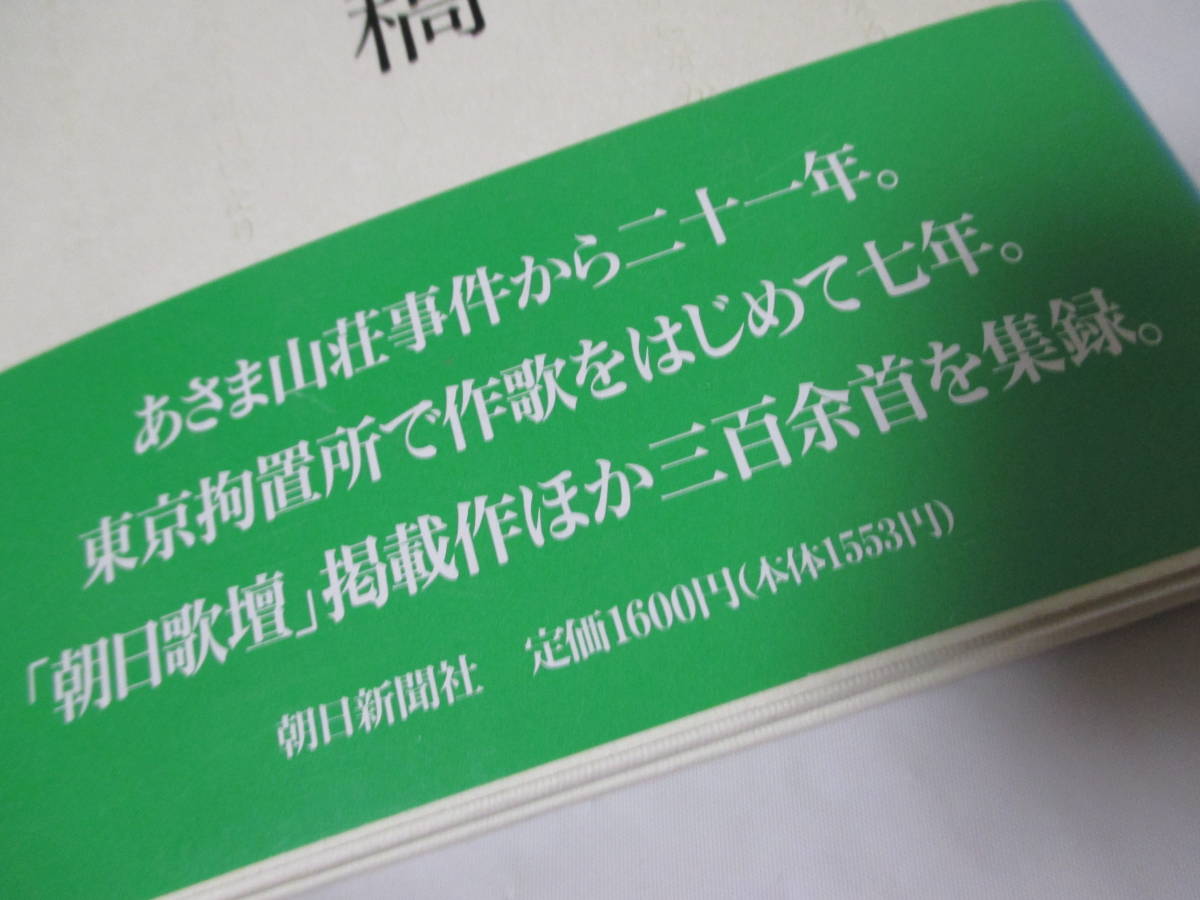 稿
あさま山荘事件から二十一年。
東京拘置所で作歌をはじめて七年。
「朝日歌壇」掲載作ほか三百余首を集録。
朝日新聞社 定価1600円(本体1553円)